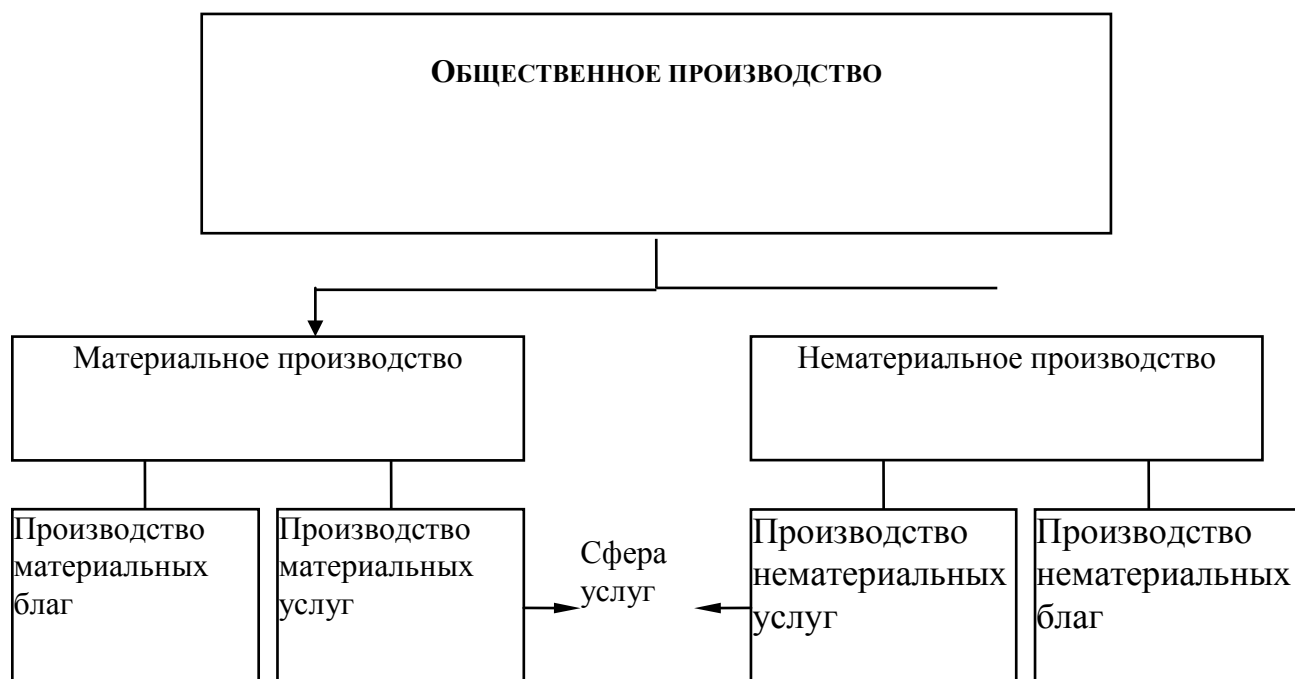 ОБЩЕСТВЕННОЕ ПРОИЗВОДСТВО
Материальное производство
Нематериальное производство
Производство
материальных
благ
Производство
материальных
услуг
Сфера
услуг
Производство
нематериальных
услуг
Производство
нематериальных
благ